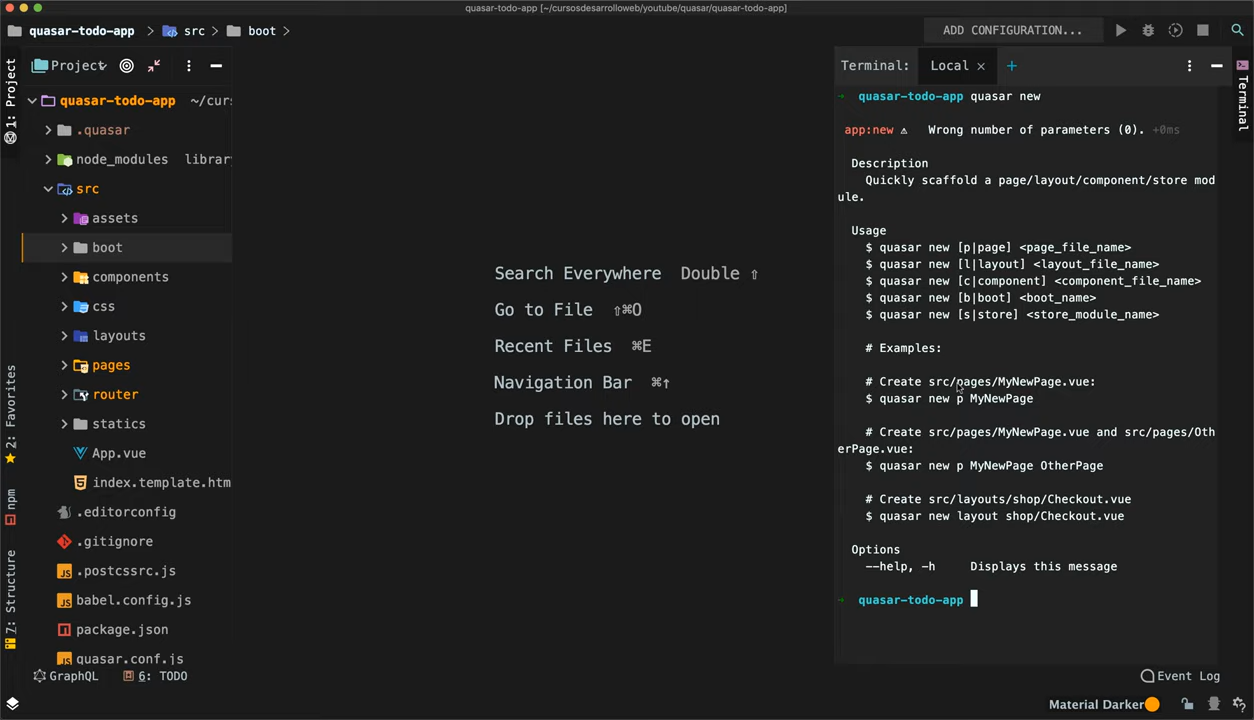 quasar-todo-app [~/cursosdesarrolloweb/youtube/quasar/quasar-todo-app]
quasar-todo-app > src > boot >
ADD CONFIGURATION...
1: Project
Project
quasar-todo-app ~/curs
.quasar
node_modules library
src
assets
boot
components
css
layouts
pages
router
statics
App.vue
index.template.htm
.editorconfig
.gitignore
.postcssrc.js
babel.config.js
package.json
quasar.conf.js
2: Favorites
npm
7: Structure
GraphQL
6: TODO
Search Everywhere Double ⇧
Go to File ⇧⌘O
Recent Files ⌘E
Navigation Bar ⌘↑
Drop files here to open
Terminal: Local × +
Terminal
→ quasar-todo-app quasar new
app:new ⚠ Wrong number of parameters (0). +0ms
Description
Quickly scaffold a page/layout/component/store mod
ule.
Usage
$ quasar new [p|page] <page_file_name>
$ quasar new [l|layout] <layout_file_name>
$ quasar new [c|component] <component_file_name>
$ quasar new [b|boot] <boot_name>
$ quasar new [s|store] <store_module_name>
# Examples:
# Create src/pages/MyNewPage.vue:
$ quasar new p MyNewPage
# Create src/pages/MyNewPage.vue and src/pages/Oth
erPage.vue:
$ quasar new p MyNewPage OtherPage
# Create src/layouts/shop/Checkout.vue
$ quasar new layout shop/Checkout.vue
Options
--help, -h Displays this message
→ quasar-todo-app
Event Log
Material Darker